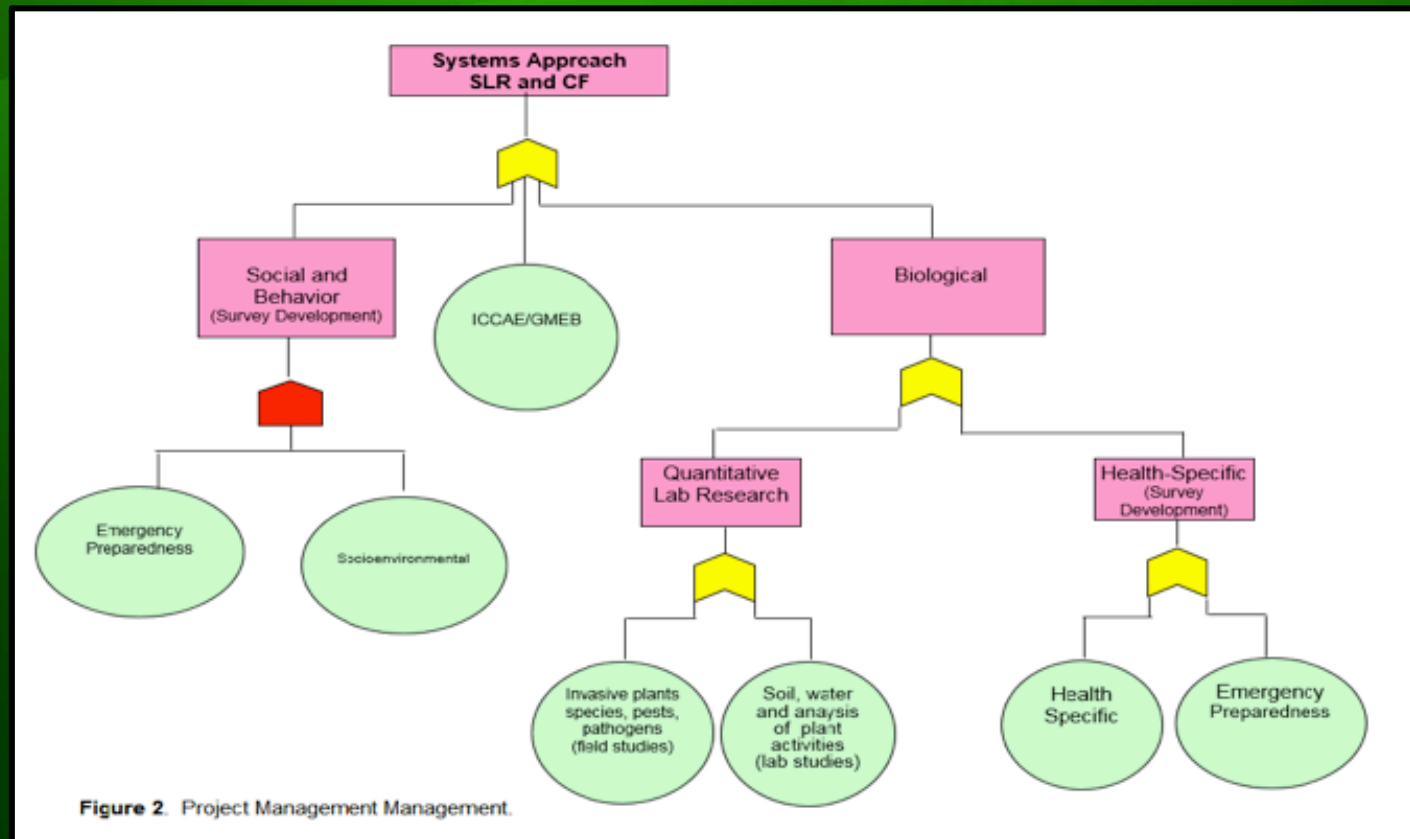 Systems Approach
SLR and CF
Social and
Behavior
(Survey Development)
ICCAE/GMEB
Biological
Emergency
Preparedness
Socioenvironmental
Quantitative
Lab Research
Health-Specific
(Survey
Development)
Invasive plants
species, pests,
pathogens
(field studies)
Soil, water
and anaysis
of plant
activities
(lab studies)
Health
Specific
Emergency
Preparedness
Figure 2. Project Management Management.